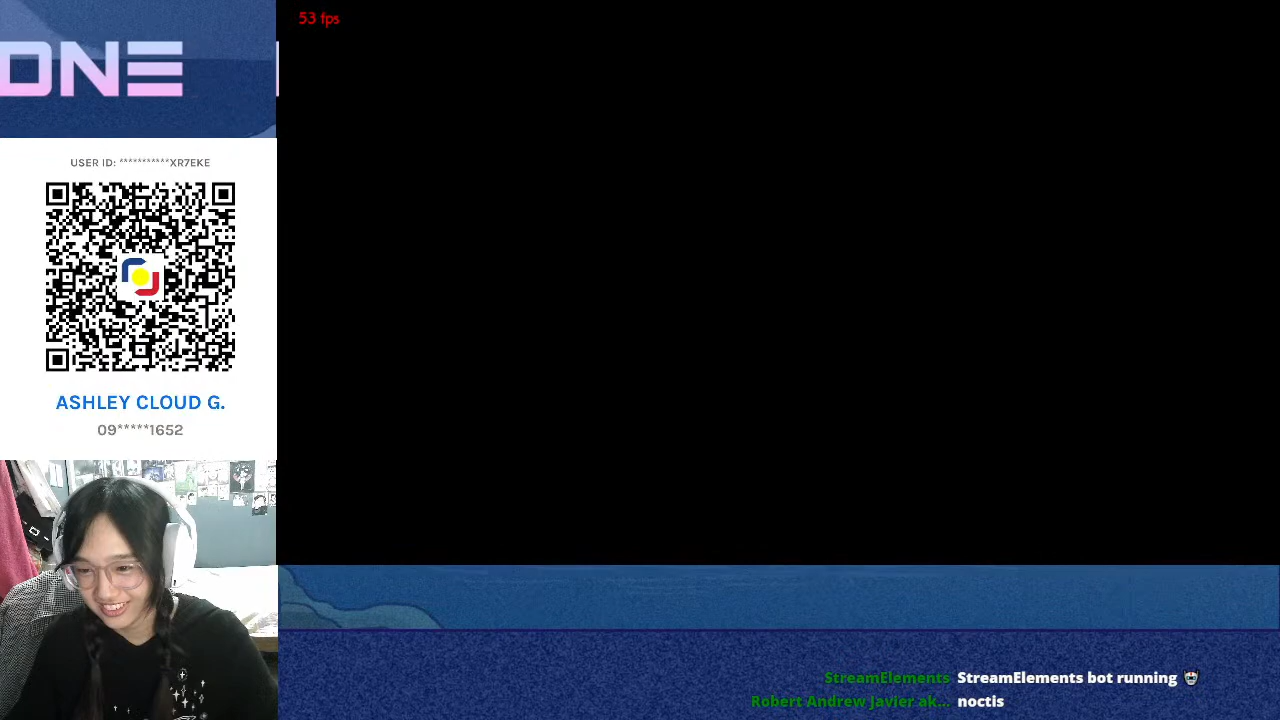 53 fps
ONE
USER ID: ***********XR7EKE
ASHLEY CLOUD G.
09*****1652
StreamElements StreamElements bot running
Robert Andrew Javier ak... noctis